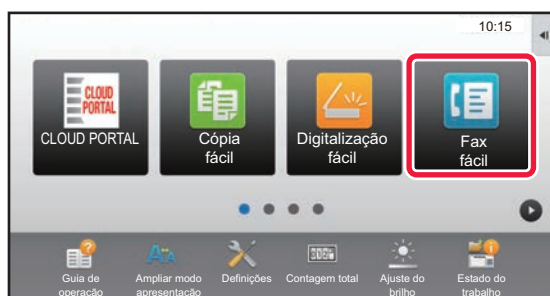 10:15
CLOUD
PORTAL
CLOUD PORTAL
Cópia
fácil
Digitalização
fácil
Fax
fácil
Guia de
operação
Ampliar modo
apresentação
Definições
Contagem total
Ajuste do
brilho
Estado do
trabalho